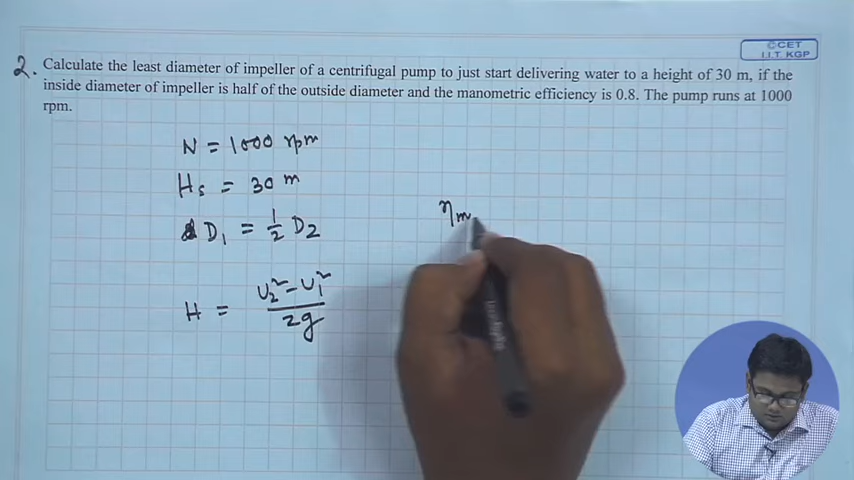 ©CET
I.I.T. KGP
2. Calculate the least diameter of impeller of a centrifugal pump to just start delivering water to a height of 30 m, if the
inside diameter of impeller is half of the outside diameter and the manometric efficiency is 0.8. The pump runs at 1000
rpm.
N = 1000 rpm
Hs = 30 m
D₁ = 1/2 D₂
ηm
H = (U₂² - U₁²)/2g